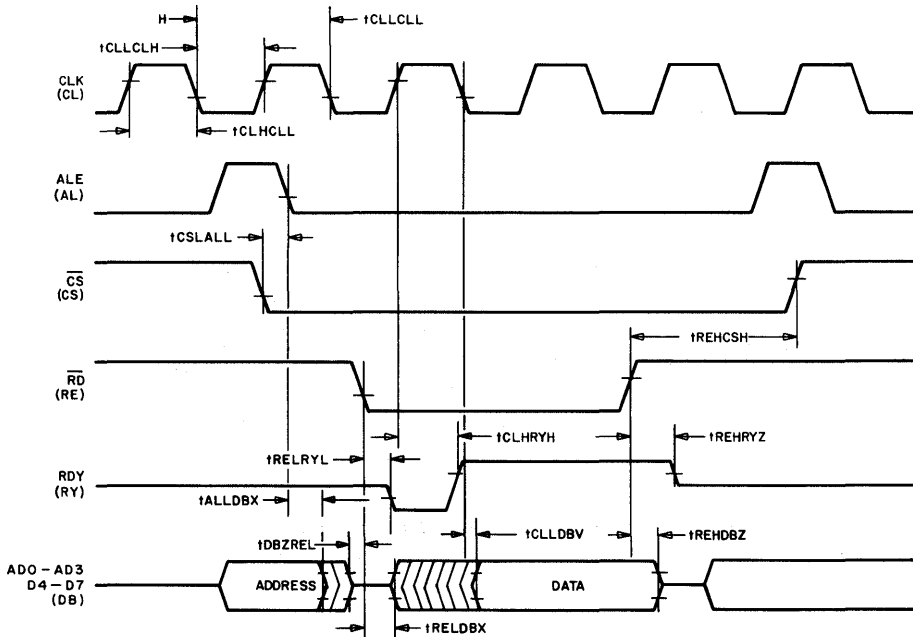 H
tCLLCLL
tCLLCLH
CLK
(CL)
tCLHCLL
ALE
(AL)
tCSLALL
CS
(CS)
tREHCSH
RD
(RE)
tCLHRYH
tREHRYZ
tRELRYL
RDY
(RY)
tALLDBX
tDBZREL
tCLLDBV
tREHDBZ
AD0-AD3
D4-D7
(DB)
ADDRESS
DATA
tRELDBX